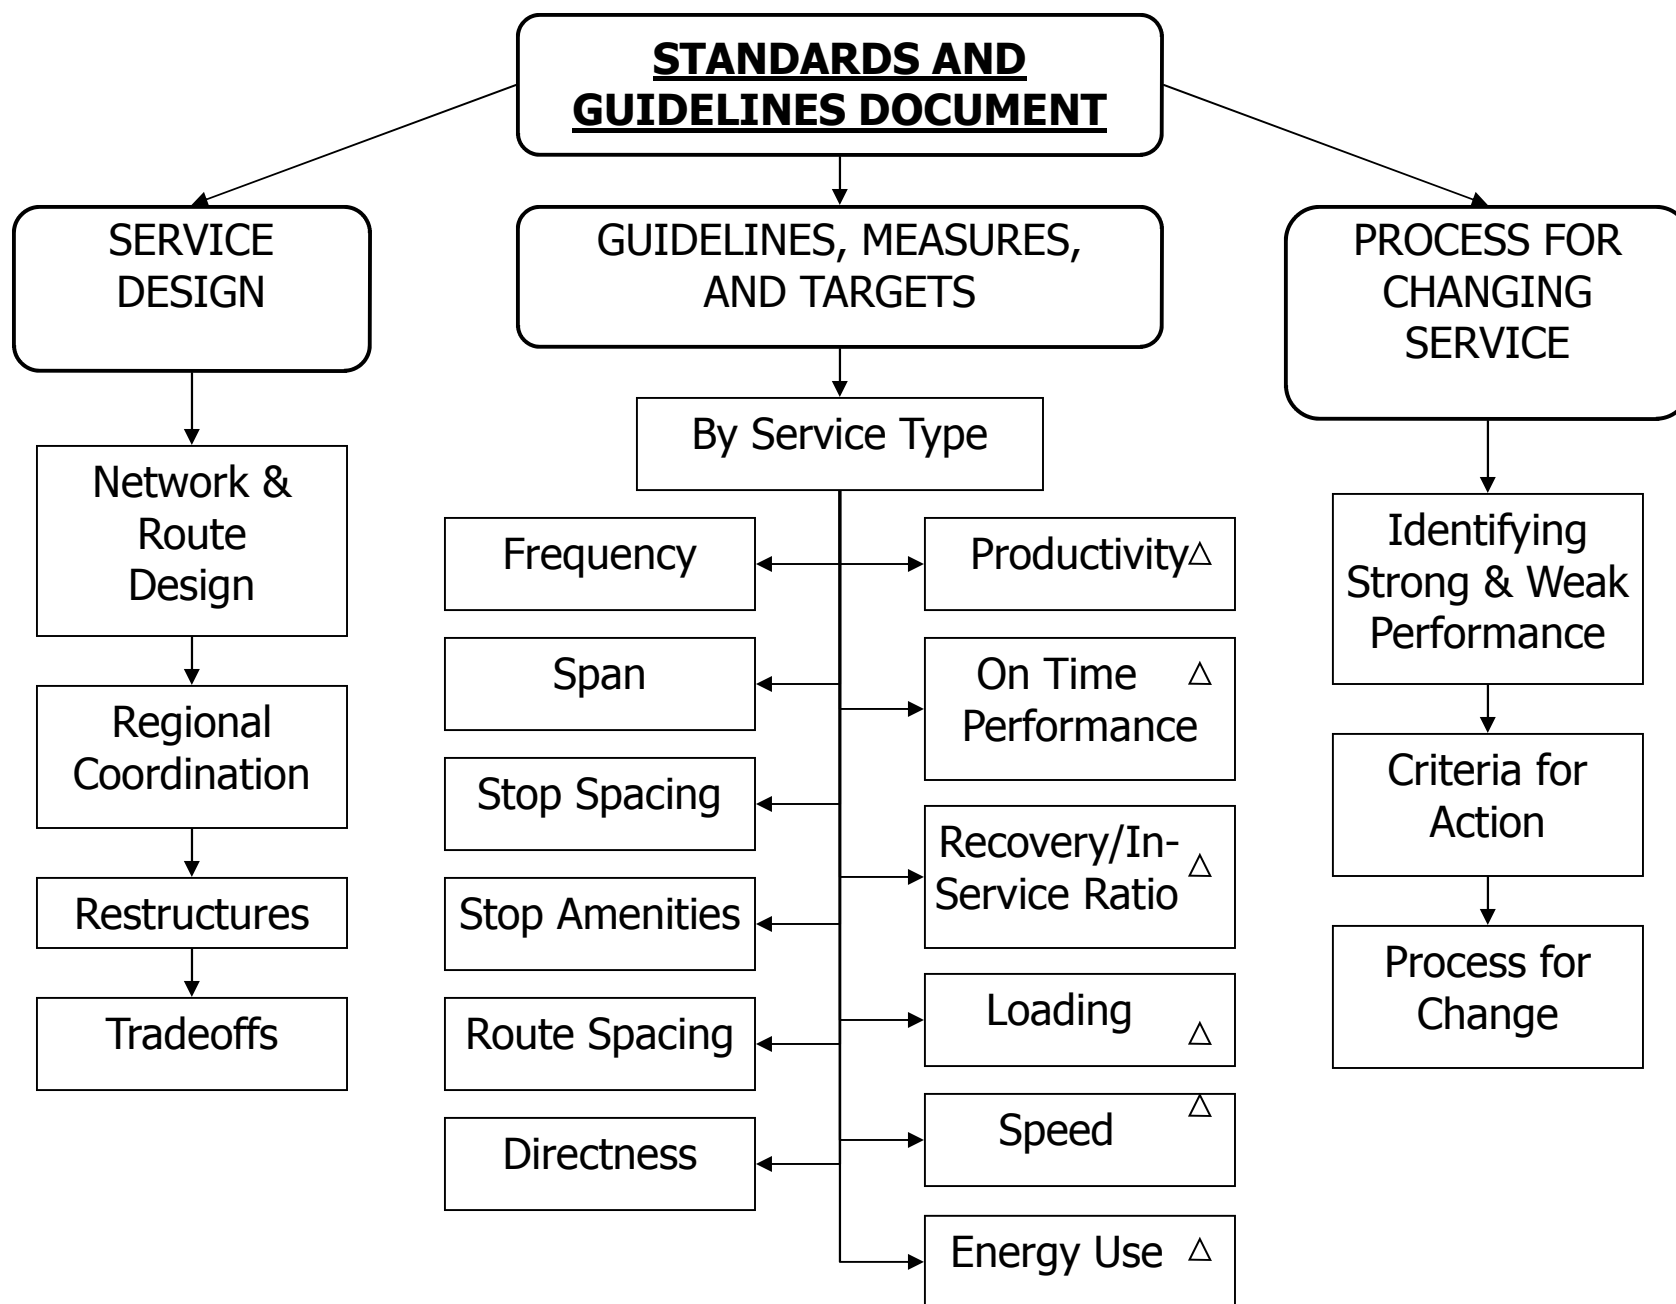 STANDARDS AND
GUIDELINES DOCUMENT
SERVICE
DESIGN
GUIDELINES, MEASURES,
AND TARGETS
PROCESS FOR
CHANGING
SERVICE
Network &
Route
Design
Regional
Coordination
Restructures
Tradeoffs
By Service Type
Frequency
Span
Stop Spacing
Stop Amenities
Route Spacing
Directness
Productivity△
On Time △
Performance
Recovery/In-
Service Ratio △
Loading △
Speed △
Energy Use △
Identifying
Strong & Weak
Performance
Criteria for
Action
Process for
Change